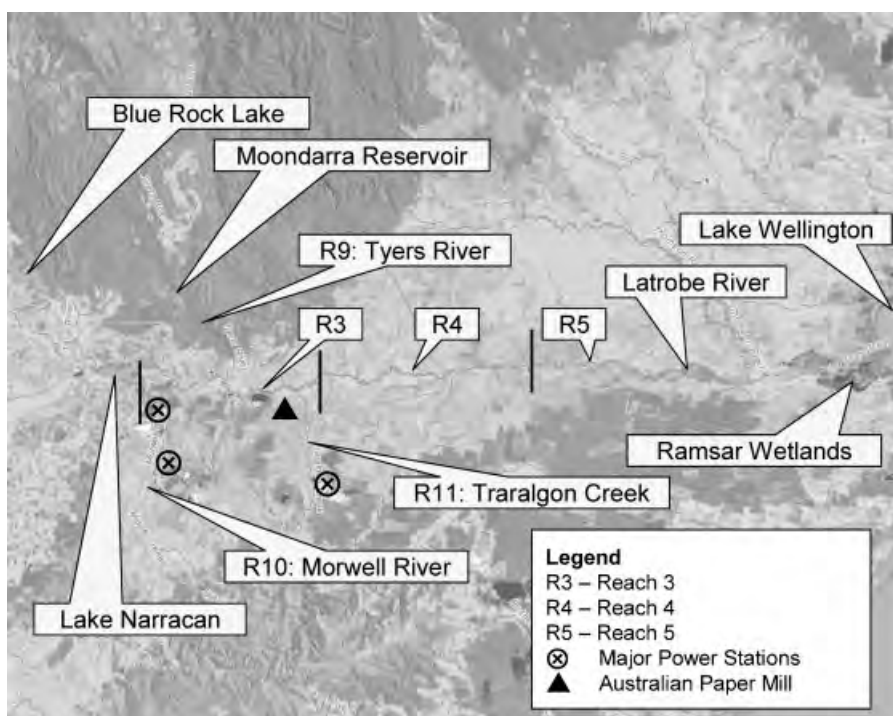 Blue Rock Lake
Moondarra Reservoir
Lake Wellington
R9: Tyers River
Latrobe River
R3
R4
R5
Ramsar Wetlands
R11: Traralgon Creek
R10: Morwell River
Lake Narracan
Legend
R3 – Reach 3
R4 – Reach 4
R5 – Reach 5
Major Power Stations
Australian Paper Mill